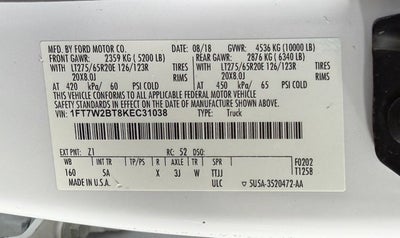 MFD. BY FORD MOTOR CO. DATE: 08/18 GVWR: 4536 KG (10000 LB)
FRONT GAWR: 2359 KG (5200 LB) REAR GAWR: 2876 KG (6340 LB)
WITH LT275/65R20E 126/123R TIRES WITH LT275/65R20E 126/123R TIRES
20X8.0J RIMS 20X8.0J RIMS
AT 420 kPa/ 60 PSI COLD AT 450 kPa/ 65 PSI COLD
THIS VEHICLE CONFORMS TO ALL APPLICABLE FEDERAL MOTOR
VEHICLE SAFETY STANDARDS IN EFFECT ON THE DATE OF MANUFACTURE SHOWN ABOVE.
VIN: 1FT7W2BT8KEC31038 TYPE: Truck
EXT PNT: Z1 RC: 52 DSO:
WB INT TR TP/PS R AXLE TR SPR F0202
160 SA X 3J W TTJJ T1258
MADE IN U.S.A. ULC 5U5A-3520472-AA